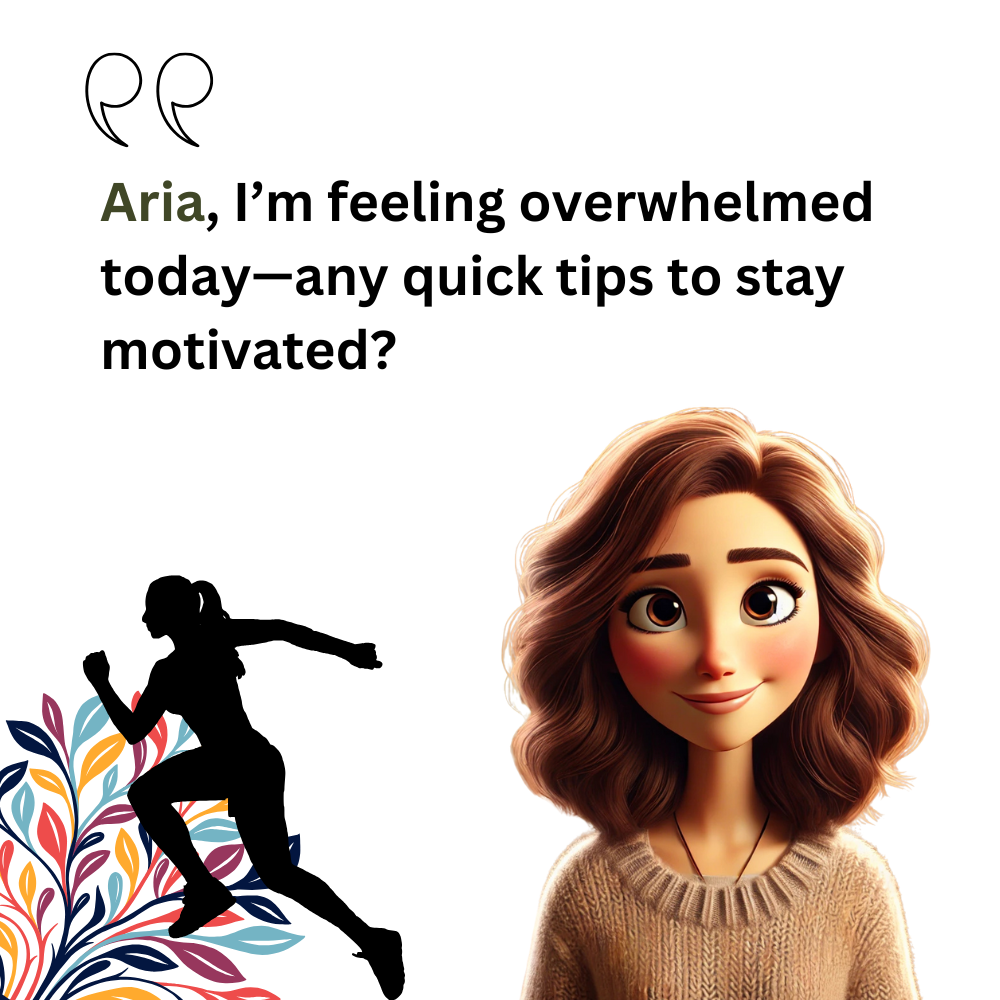 Aria, I’m feeling overwhelmed
today—any quick tips to stay
motivated?